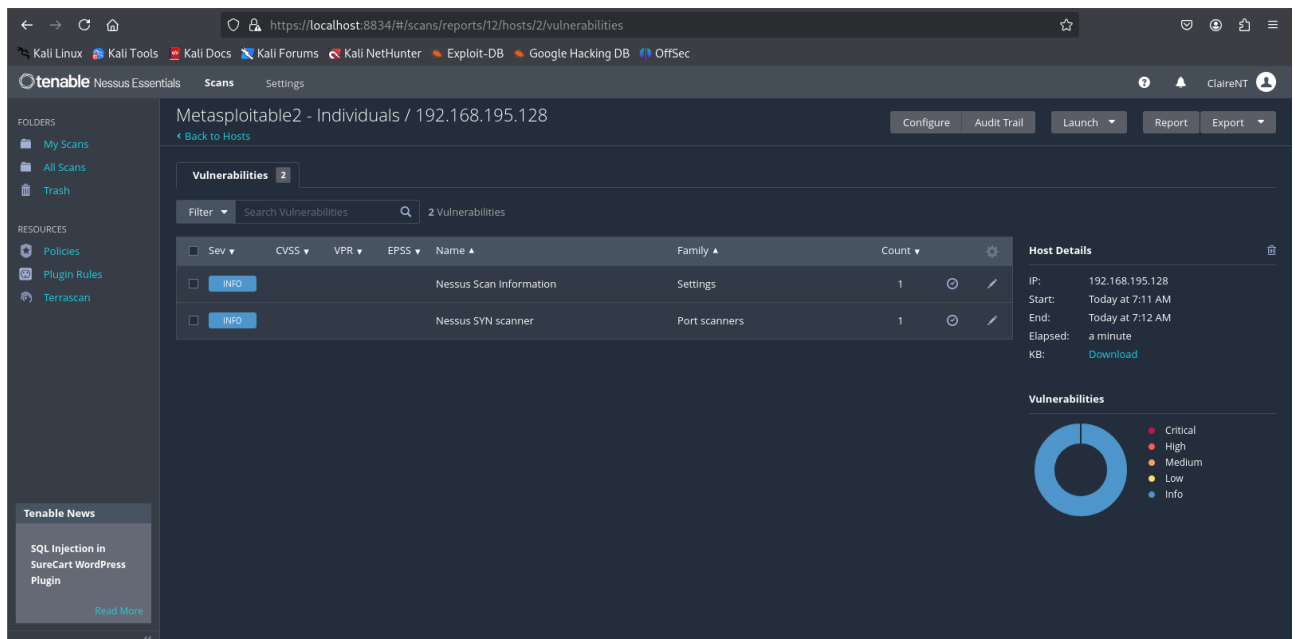 https://localhost:8834/#/scans/reports/12/hosts/2/vulnerabilities
Kali Linux Kali Tools Kali Docs Kali Forums Kali NetHunter Exploit-DB Google Hacking DB OffSec
tenable Nessus Essentials Scans Settings ClaireNT
FOLDERS
My Scans
All Scans
Trash
RESOURCES
Policies
Plugin Rules
Terrascan
Tenable News
SQL Injection in
SureCart WordPress
Plugin
Read More
Metasploitable2 - Individuals / 192.168.195.128
< Back to Hosts
Configure Audit Trail Launch Report Export
Vulnerabilities 2
Filter Search Vulnerabilities 2 Vulnerabilities
Sev CVSS VPR EPSS Name Family Count
INFO Nessus Scan Information Settings 1
INFO Nessus SYN scanner Port scanners 1
Host Details
IP: 192.168.195.128
Start: Today at 7:11 AM
End: Today at 7:12 AM
Elapsed: a minute
KB: Download
Vulnerabilities
Critical
High
Medium
Low
Info